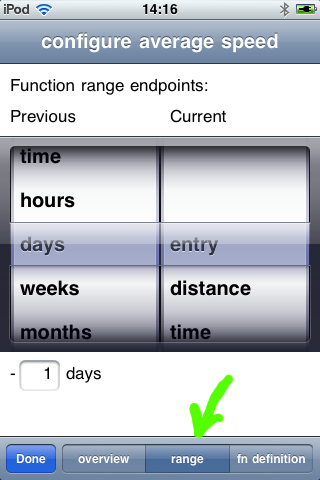 iPod 14:16
configure average speed
Function range endpoints:
Previous Current
time
hours
days entry
weeks distance
months time
- 1 days
Done overview range fn definition